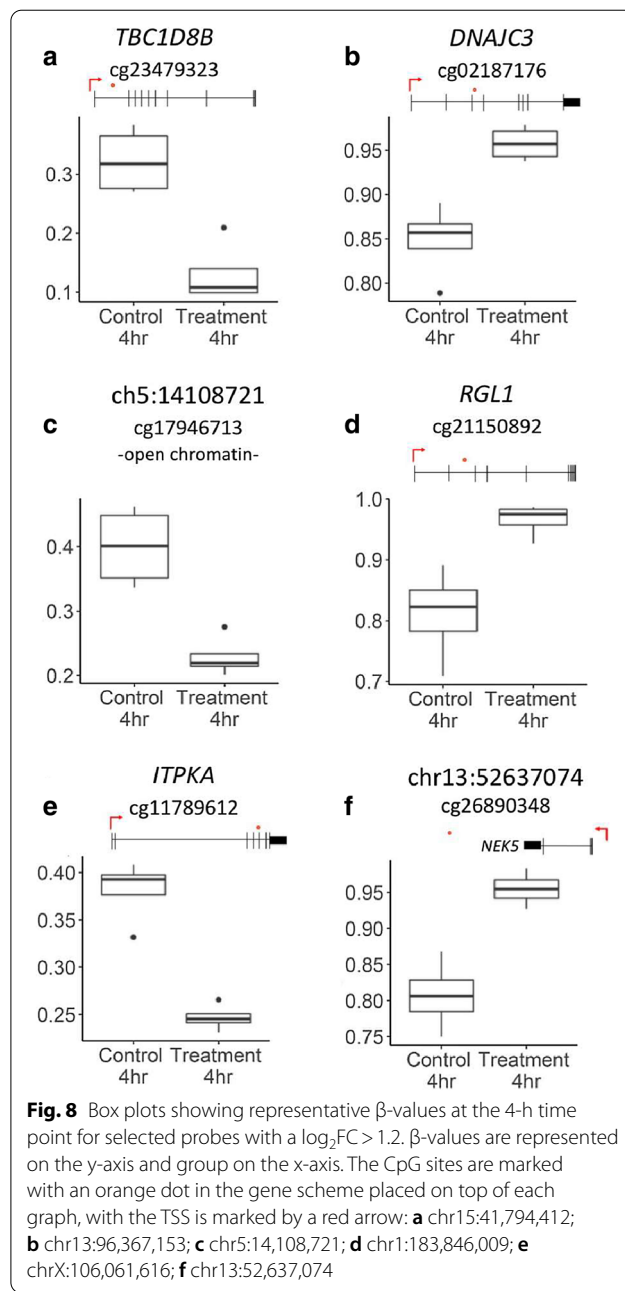 TBC1D8B
a cg23479323
0.3
0.2
0.1
Control 4hr
Treatment 4hr
DNAJC3
b cg02187176
0.95
0.90
0.85
0.80
Control 4hr
Treatment 4hr
ch5:14108721
c cg17946713
-open chromatin-
0.4
0.3
0.2
Control 4hr
Treatment 4hr
RGL1
d cg21150892
1.0
0.9
0.8
0.7
Control 4hr
Treatment 4hr
ITPKA
e cg11789612
0.40
0.35
0.30
0.25
Control 4hr
Treatment 4hr
chr13:52637074
f cg26890348
NEK5
0.95
0.90
0.85
0.80
0.75
Control 4hr
Treatment 4hr
Fig. 8 Box plots showing representative β-values at the 4-h time
point for selected probes with a log₂FC > 1.2. β-values are represented
on the y-axis and group on the x-axis. The CpG sites are marked
with an orange dot in the gene scheme placed on top of each
graph, with the TSS is marked by a red arrow: a chr15:41,794,412;
b chr13:96,367,153; c chr5:14,108,721; d chr1:183,846,009; e
chrX:106,061,616; f chr13:52,637,074